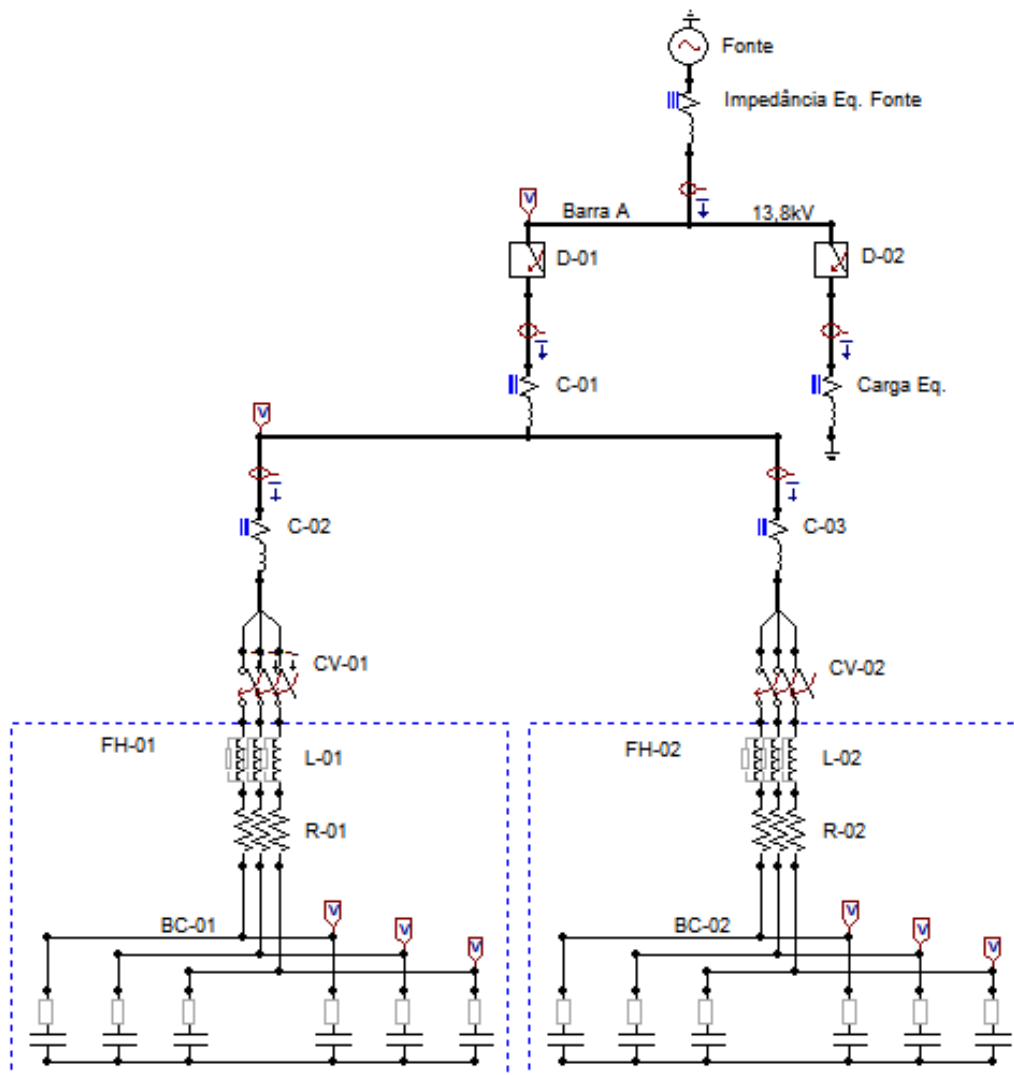 Fonte
Impedância Eq. Fonte
V
Barra A
13,8kV
D-01
D-02
I
I
I
C-01
Carga Eq.
V
I
I
C-02
C-03
CV-01
CV-02
FH-01
L-01
FH-02
L-02
R-01
R-02
BC-01
V
V
V
BC-02
V
V
V